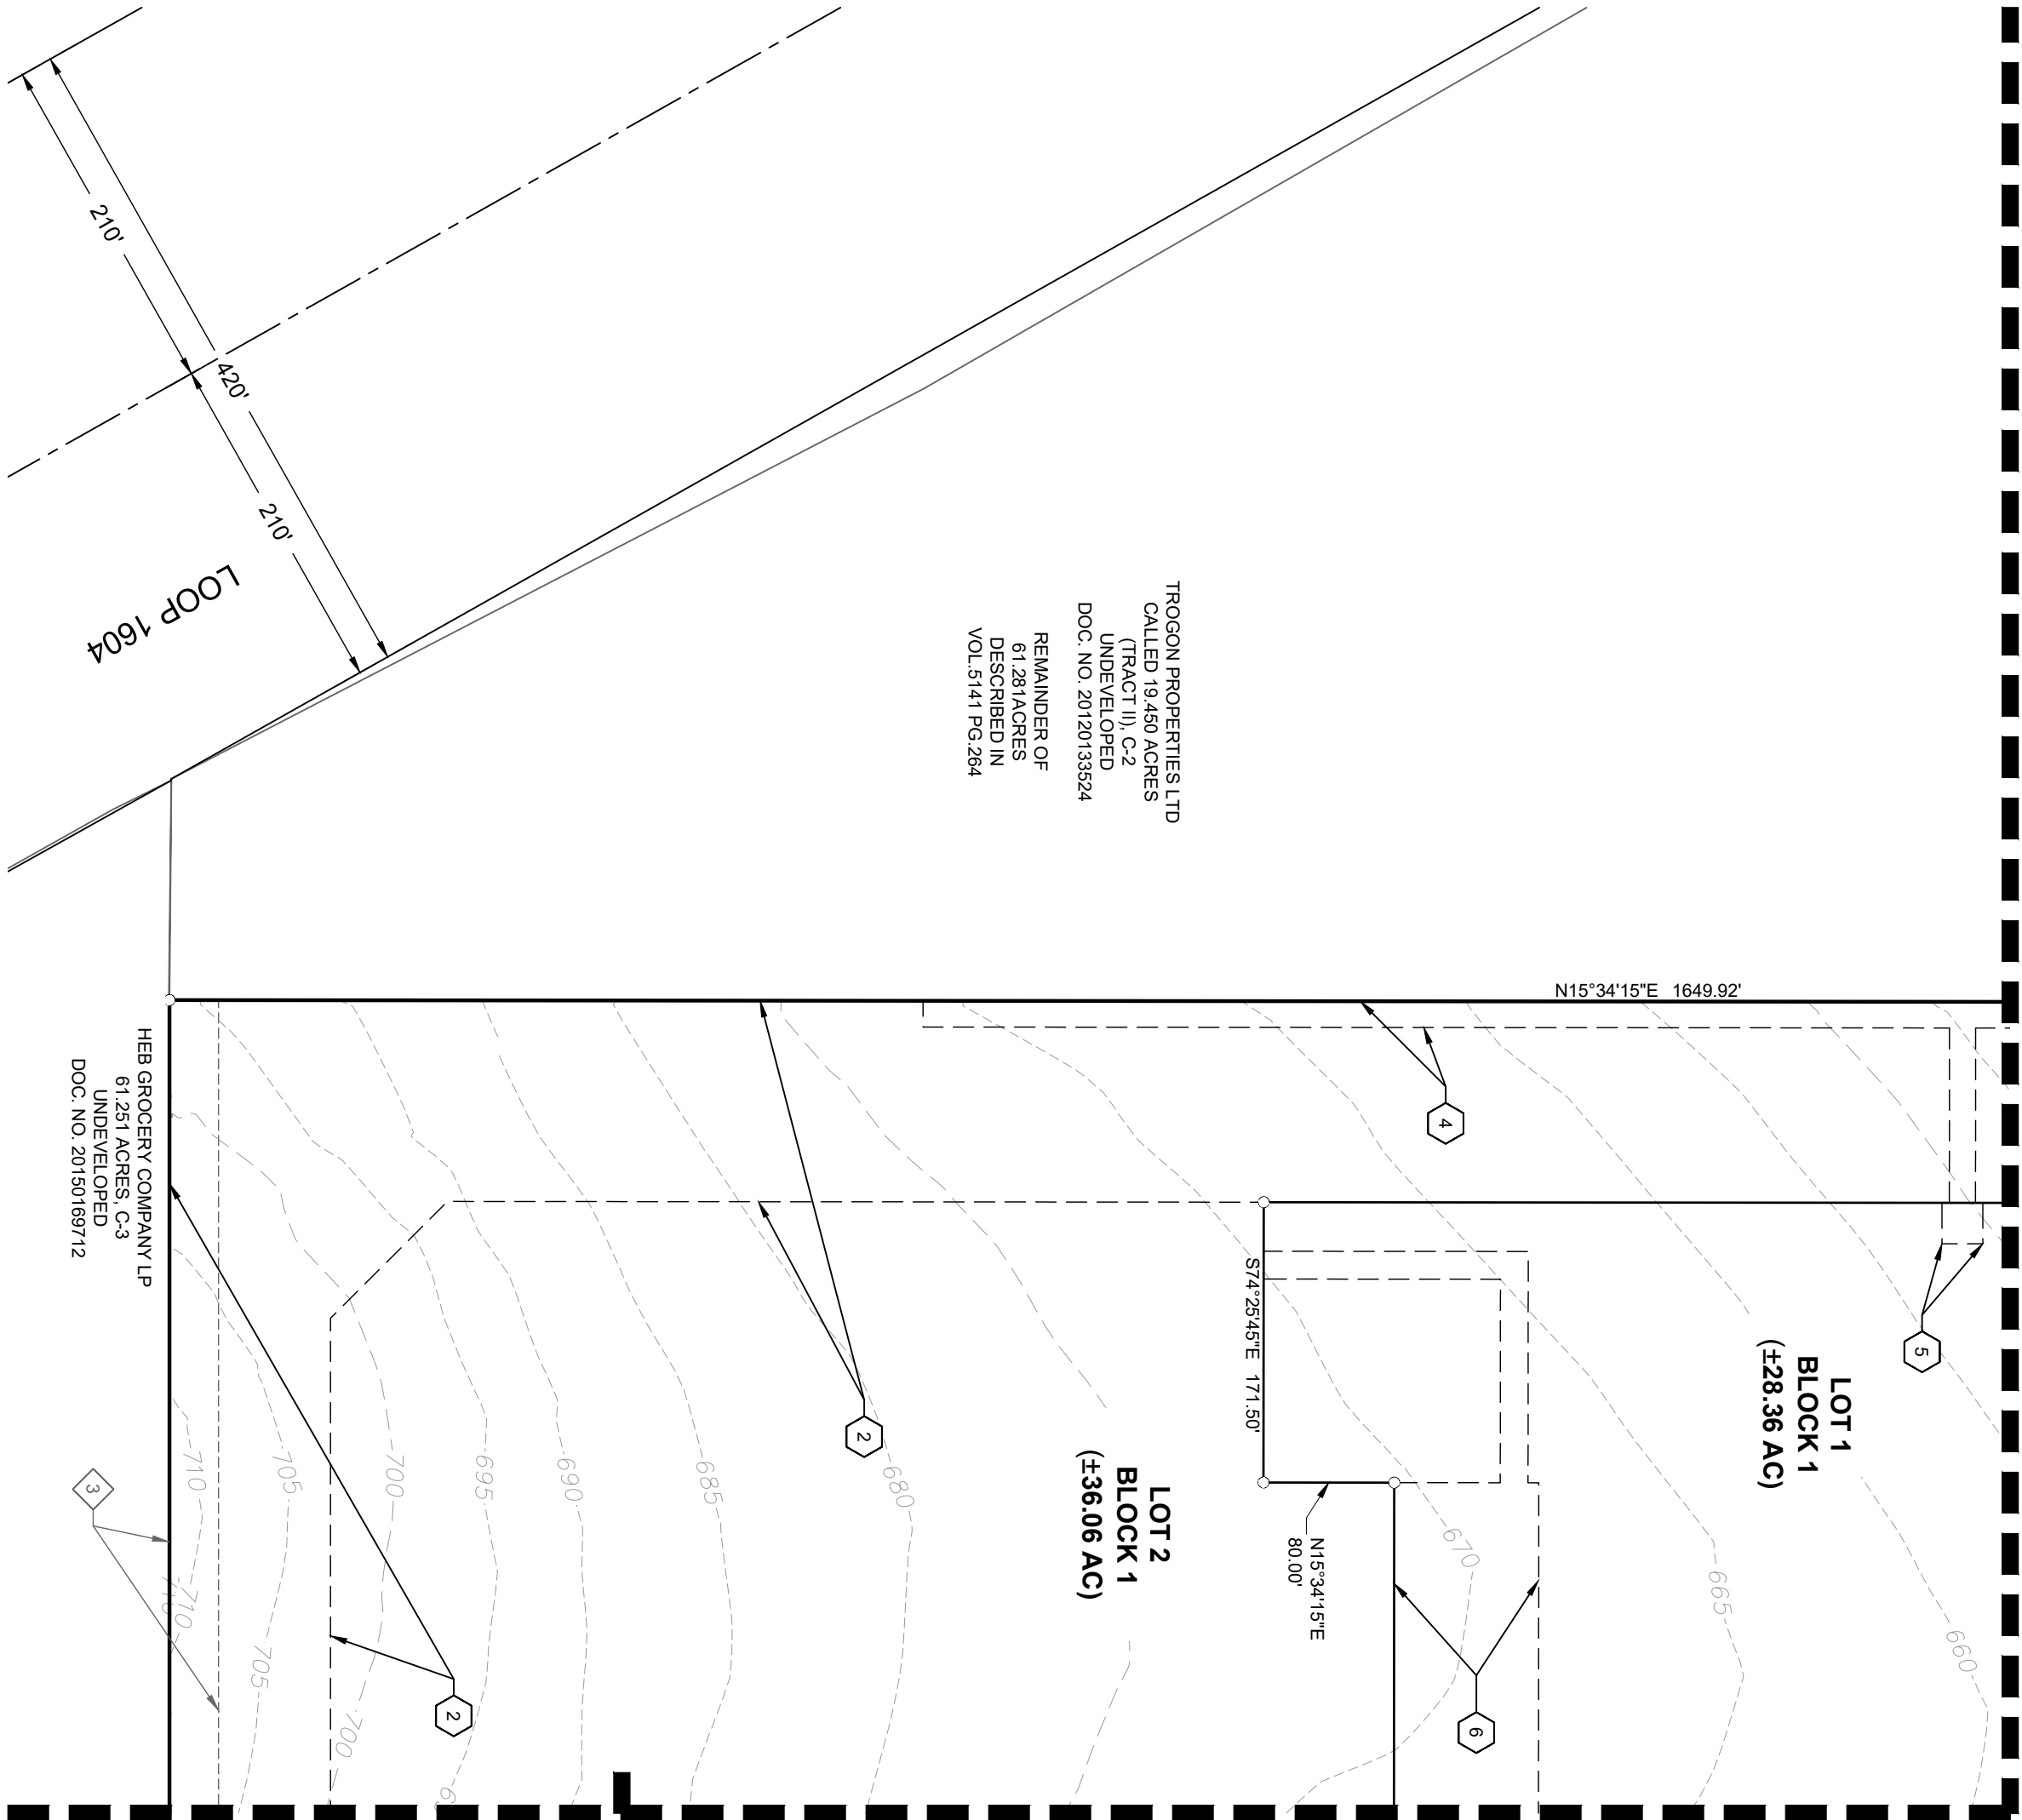 210'
420'
210'
LOOP 1604
TROGON PROPERTIES LTD
CALLED 19.450 ACRES
(TRACT II), C-2
UNDEVELOPED
DOC. NO. 20120133524
REMAINDER OF
61.281ACRES
DESCRIBED IN
VOL.5141 PG.264
N15°34'15"E 1649.92'
HEB GROCERY COMPANY LP
61.251 ACRES, C-3
UNDEVELOPED
DOC. NO. 20150169712
4
5
LOT 1
BLOCK 1
(±28.36 AC)
S74°25'45"E 171.50'
2
LOT 2
BLOCK 1
(±36.06 AC)
N15°34'15"E
80.00'
3
710
705
700
695
690
685
680
670
665
660
710
705
700
2
6